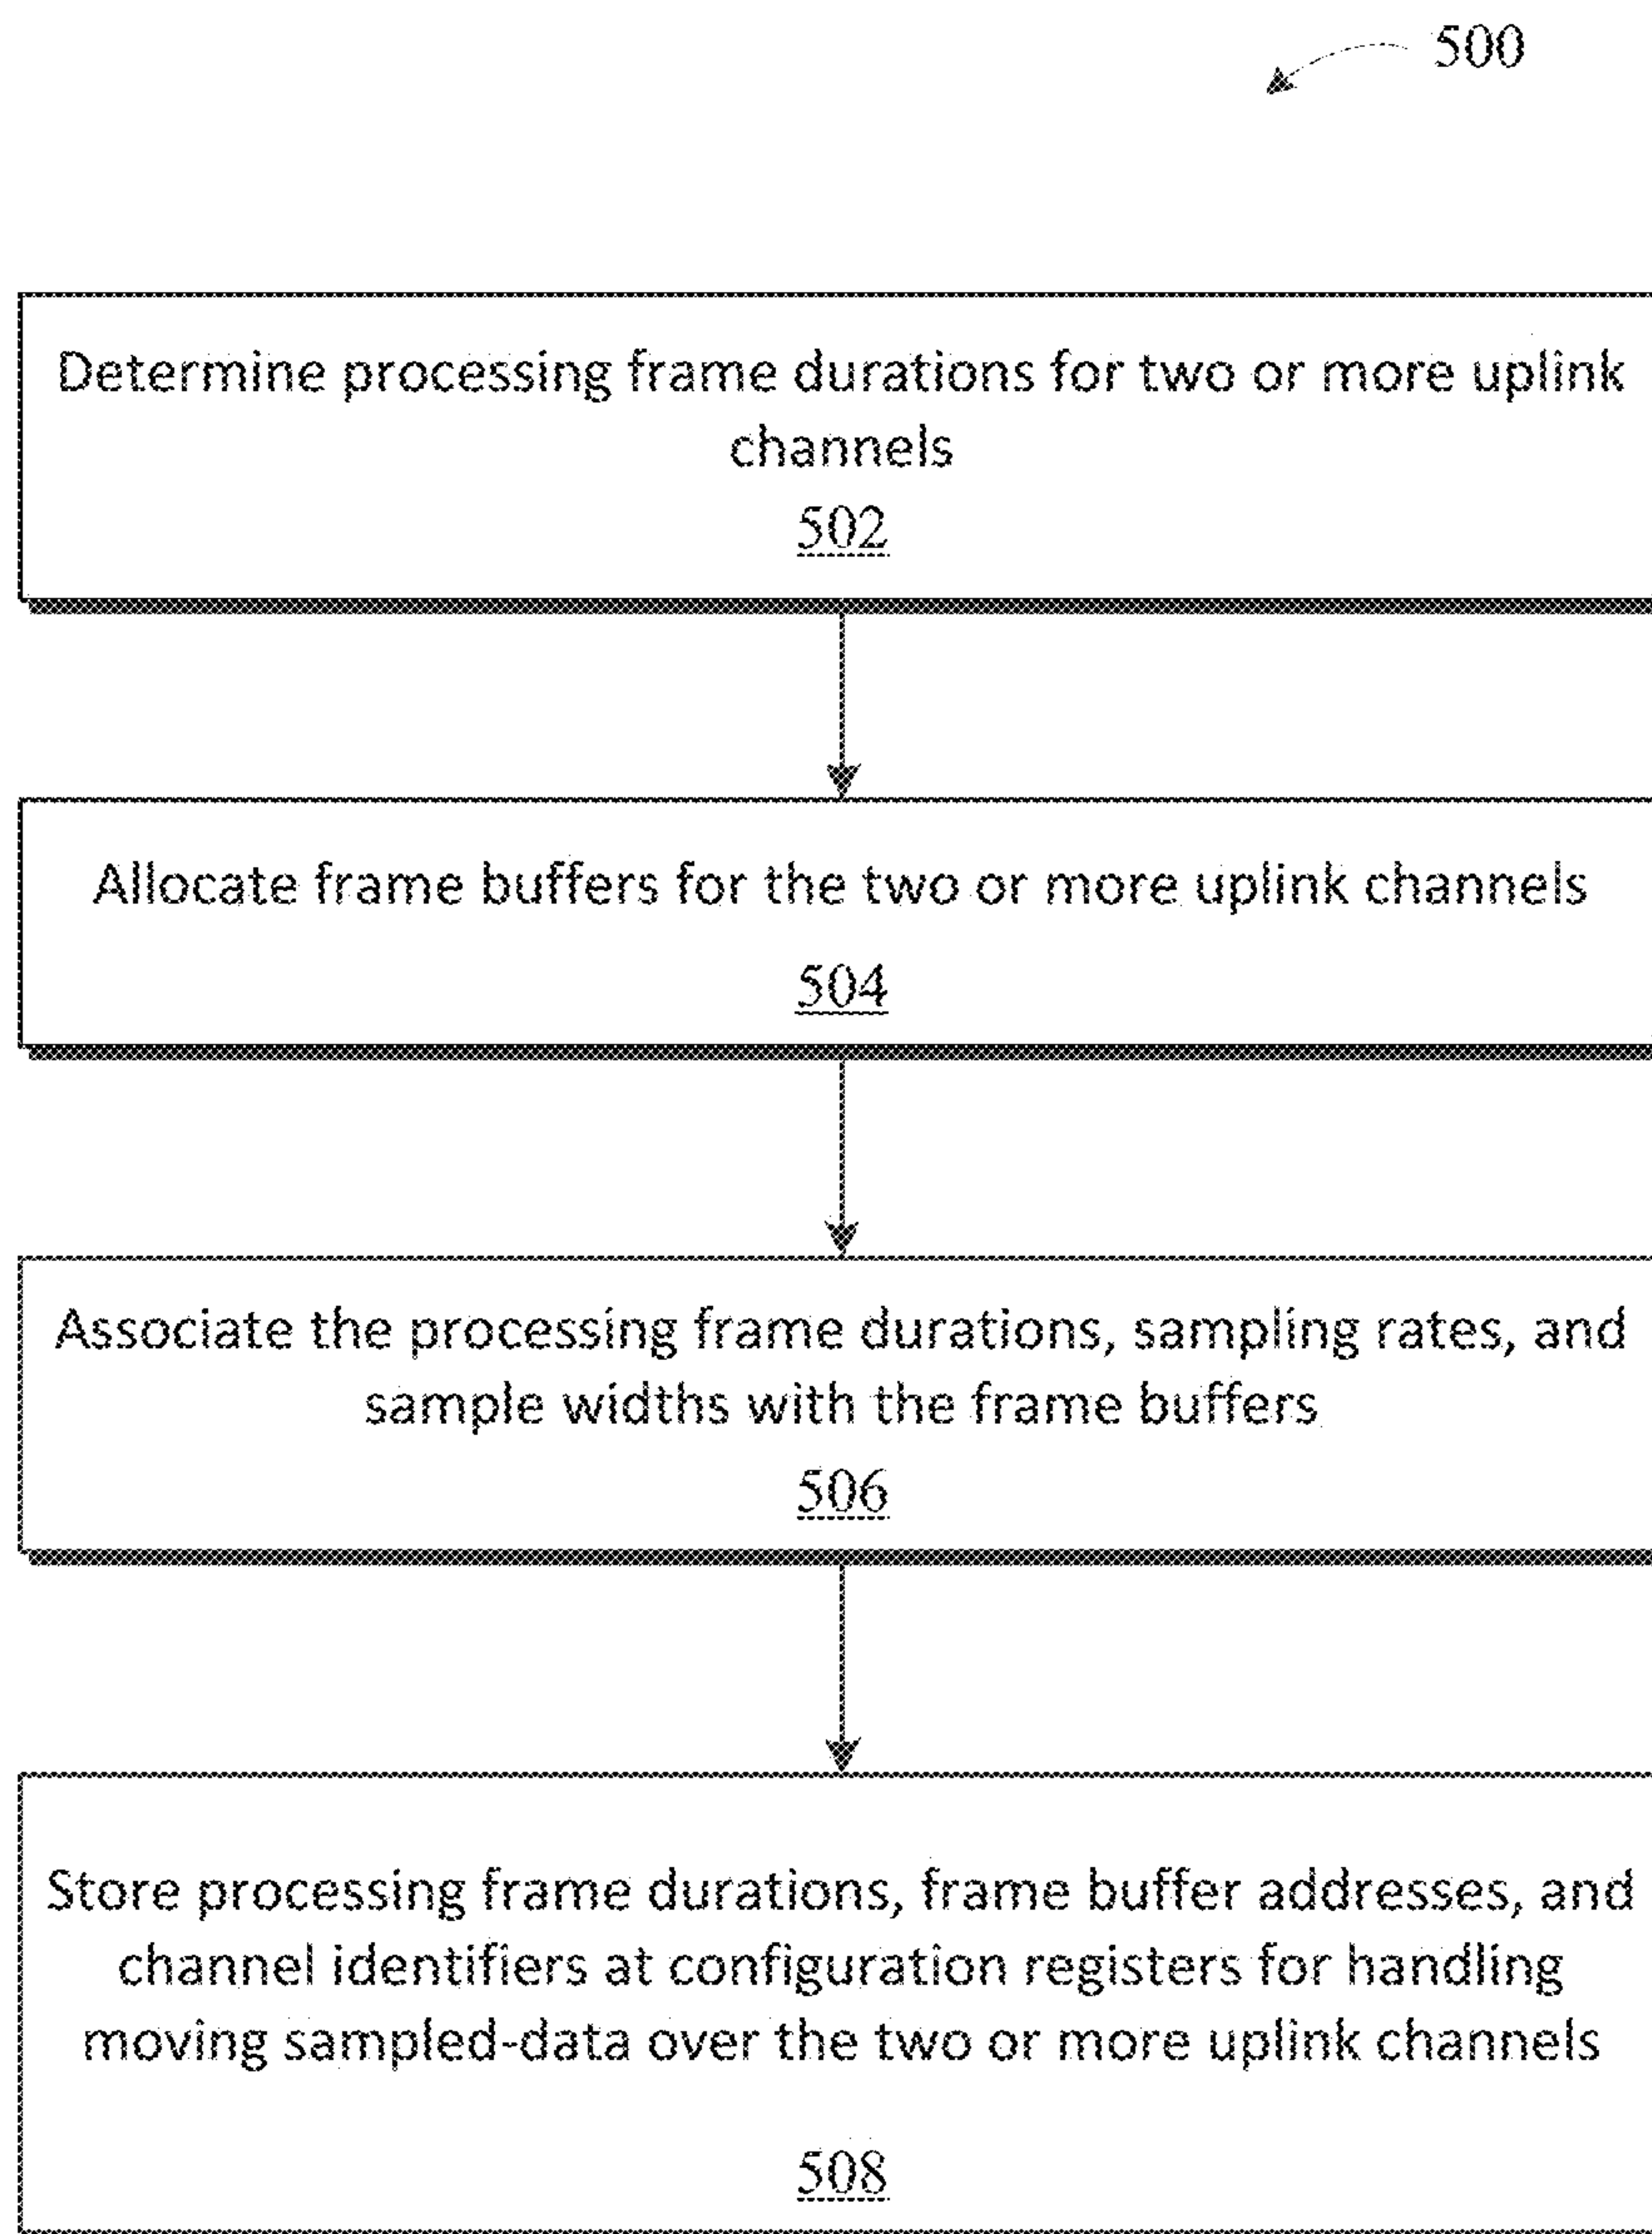 500
Determine processing frame durations for two or more uplink
channels
502
Allocate frame buffers for the two or more uplink channels
504
Associate the processing frame durations, sampling rates, and
sample widths with the frame buffers
506
Store processing frame durations, frame buffer addresses, and
channel identifiers at configuration registers for handling
moving sampled-data over the two or more uplink channels
508